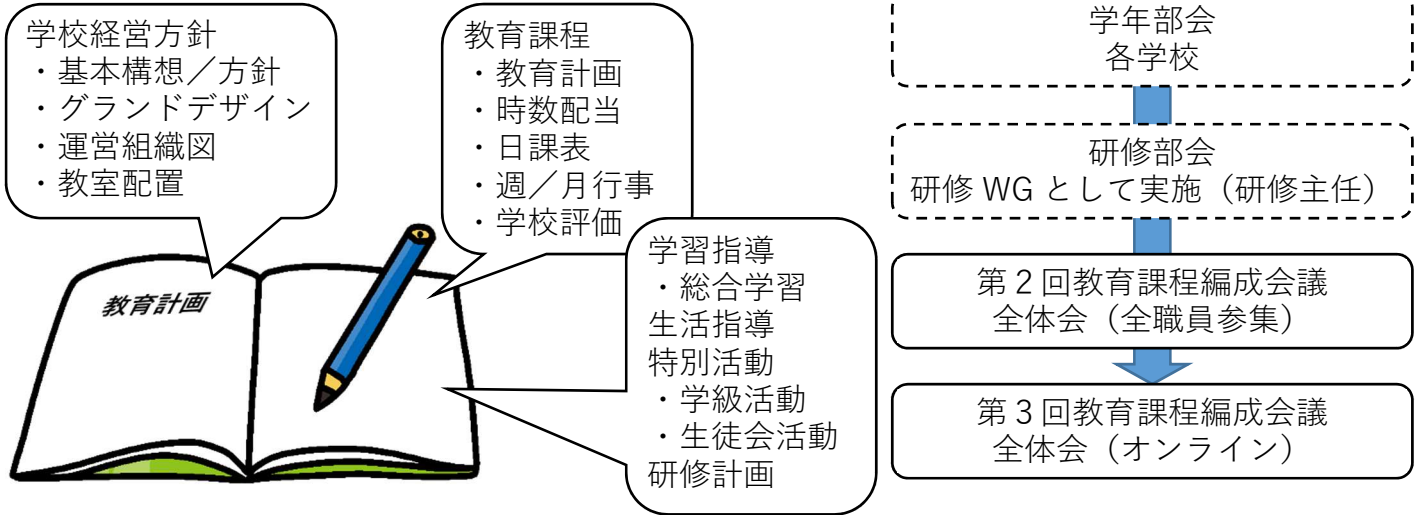 学校経営方針
・基本構想／方針
・グランドデザイン
・運営組織図
・教室配置
教育課程
・教育計画
・時数配当
・日課表
・週／月行事
・学校評価
学習指導
・総合学習
生活指導
特別活動
・学級活動
・生徒会活動
研修計画
教育計画
学年部会
各学校
研修部会
研修 WG として実施（研修主任）
第２回教育課程編成会議
全体会（全職員参集）
第３回教育課程編成会議
全体会（オンライン）